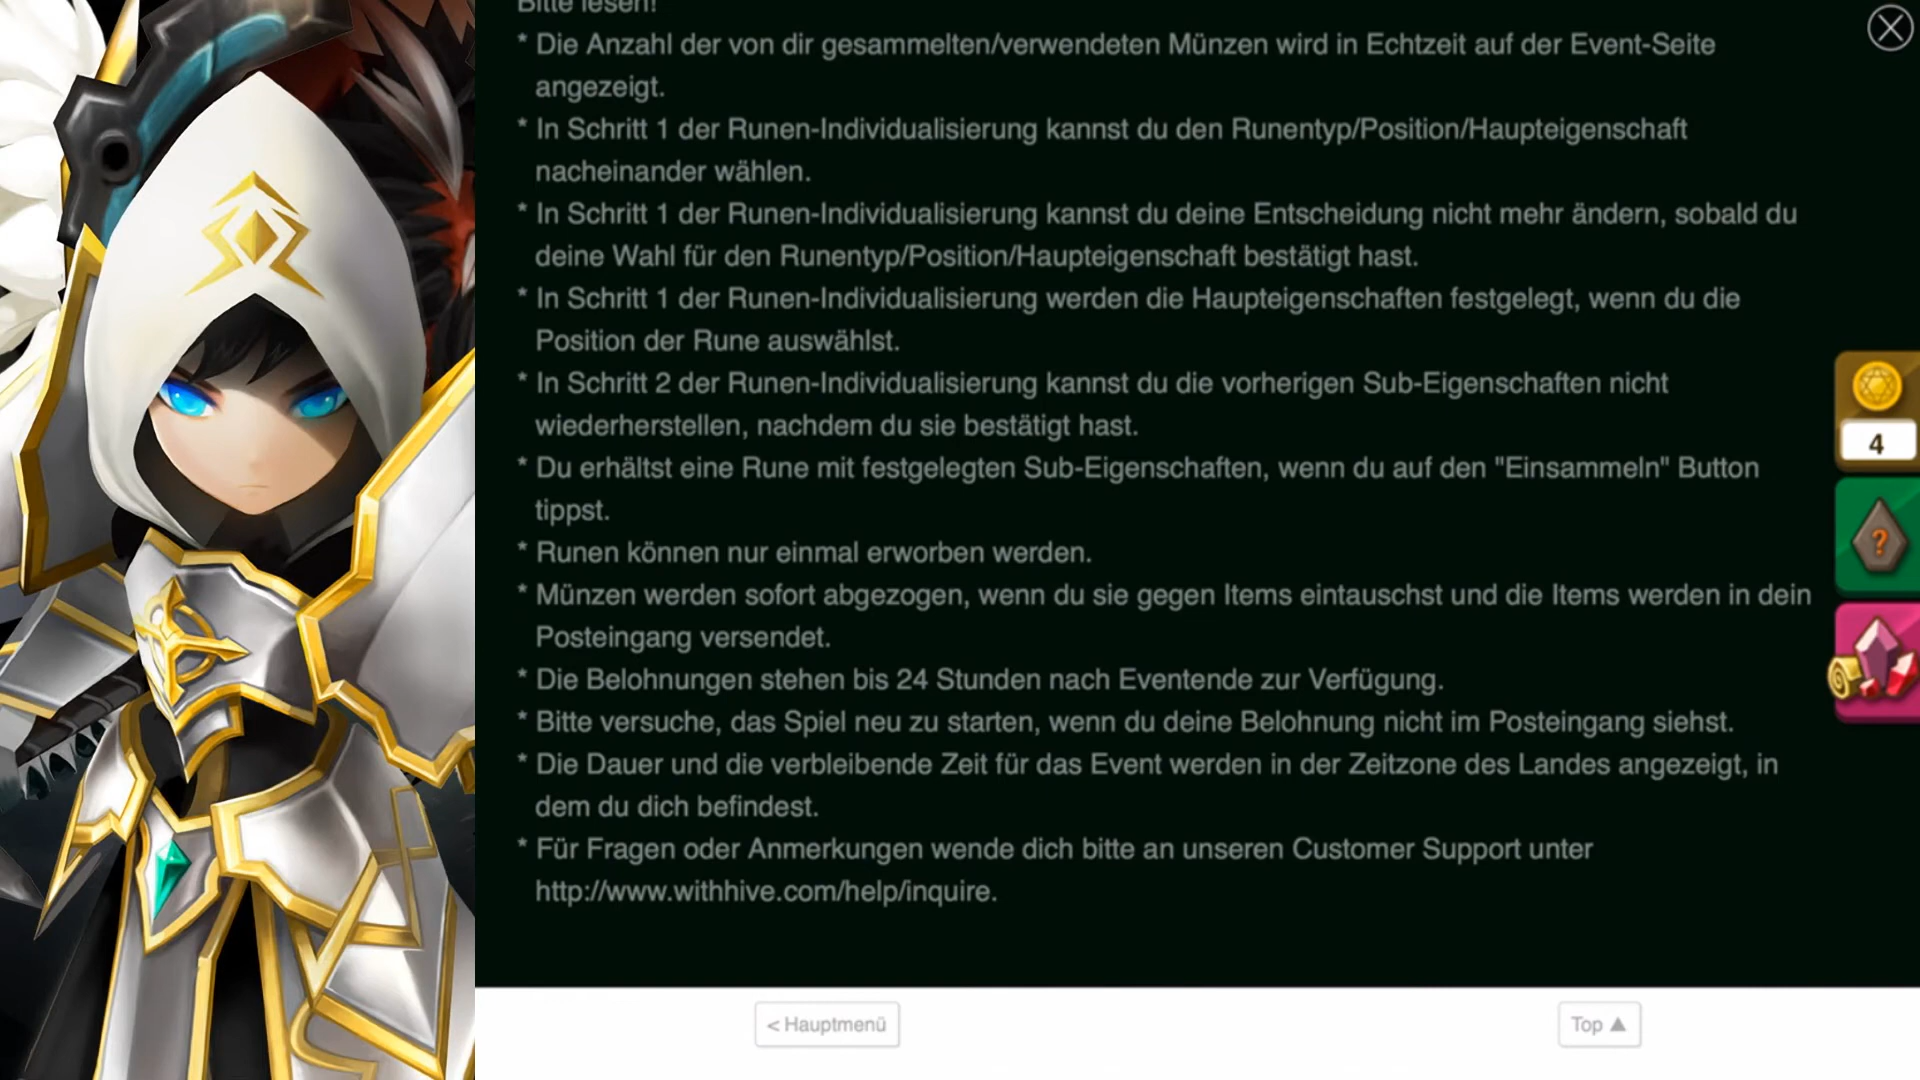 Bitte lesen!
* Die Anzahl der von dir gesammelten/verwendeten Münzen wird in Echtzeit auf der Event-Seite
angezeigt.
* In Schritt 1 der Runen-Individualisierung kannst du den Runentyp/Position/Haupteigenschaft
nacheinander wählen.
* In Schritt 1 der Runen-Individualisierung kannst du deine Entscheidung nicht mehr ändern, sobald du
deine Wahl für den Runentyp/Position/Haupteigenschaft bestätigt hast.
* In Schritt 1 der Runen-Individualisierung werden die Haupteigenschaften festgelegt, wenn du die
Position der Rune auswählst.
* In Schritt 2 der Runen-Individualisierung kannst du die vorherigen Sub-Eigenschaften nicht
wiederherstellen, nachdem du sie bestätigt hast.
* Du erhältst eine Rune mit festgelegten Sub-Eigenschaften, wenn du auf den "Einsammeln" Button
tippst.
* Runen können nur einmal erworben werden.
* Münzen werden sofort abgezogen, wenn du sie gegen Items eintauschst und die Items werden in dein
Posteingang versendet.
* Die Belohnungen stehen bis 24 Stunden nach Eventende zur Verfügung.
* Bitte versuche, das Spiel neu zu starten, wenn du deine Belohnung nicht im Posteingang siehst.
* Die Dauer und die verbleibende Zeit für das Event werden in der Zeitzone des Landes angezeigt, in
dem du dich befindest.
* Für Fragen oder Anmerkungen wende dich bitte an unseren Customer Support unter
http://www.withhive.com/help/inquire.
4
?
< Hauptmenü
Top ▲